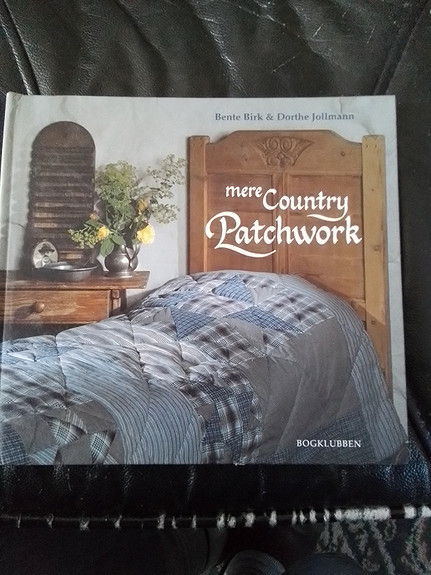 Bente Birk & Dorthe Jollmann
mere Country
Patchwork
BOGKLUBBEN